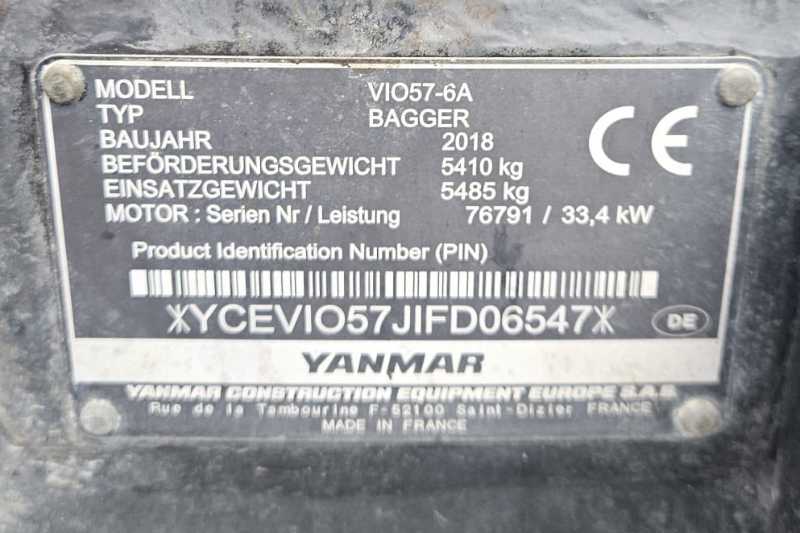 MODELL VIO57-6A
TYP BAGGER
BAUJAHR 2018
BEFÖRDERUNGSGEWICHT 5410 kg
EINSATZGEWICHT 5485 kg
MOTOR : Serien Nr / Leistung 76791 / 33,4 kW
CE
Product Identification Number (PIN)
*YCEVIO57JIFD06547*
DE
YANMAR
YANMAR CONSTRUCTION EQUIPMENT EUROPE S.A.S.
Rue de la Tambourine F-52100 Saint-Dizier FRANCE
MADE IN FRANCE